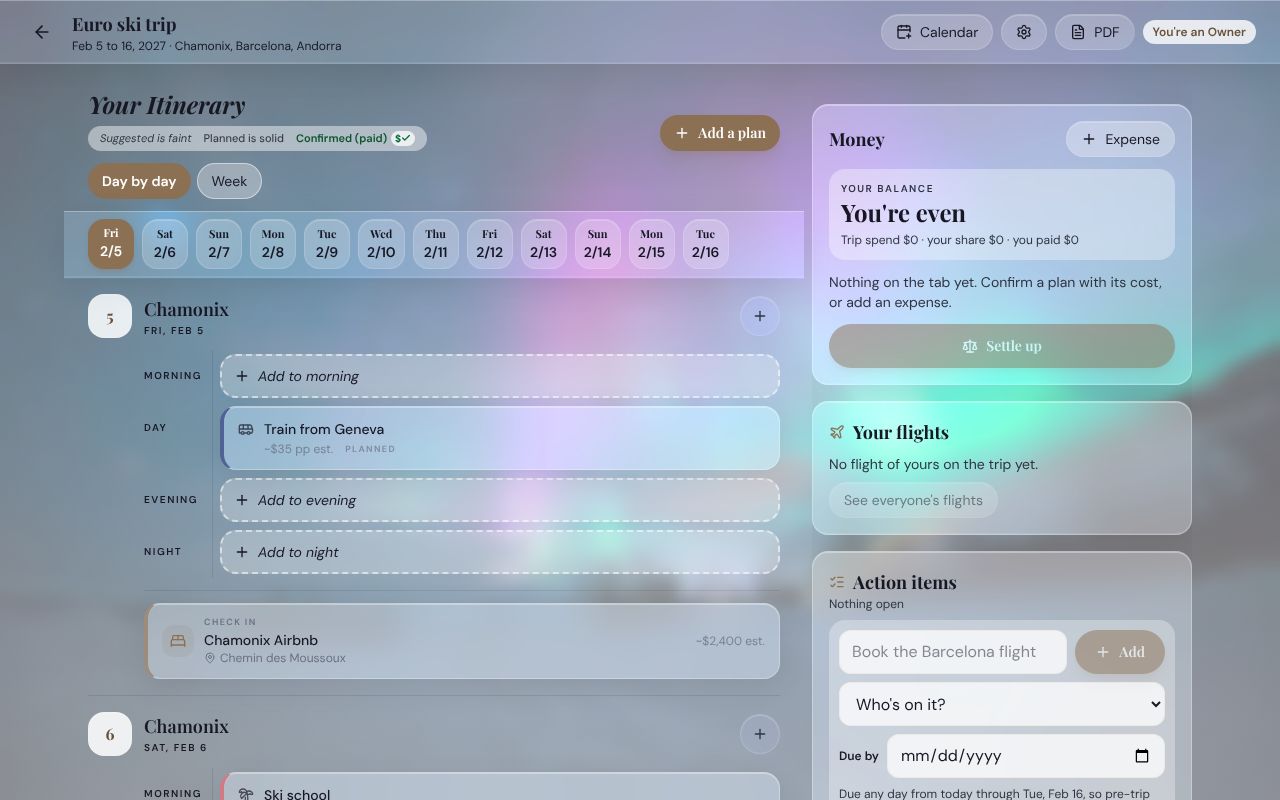 Euro ski trip
Feb 5 to 16, 2027 · Chamonix, Barcelona, Andorra
Calendar
PDF
You're an Owner
Your Itinerary
Suggested is faint Planned is solid Confirmed (paid) $✓
Add a plan
Day by day
Week
Fri 2/5
Sat 2/6
Sun 2/7
Mon 2/8
Tue 2/9
Wed 2/10
Thu 2/11
Fri 2/12
Sat 2/13
Sun 2/14
Mon 2/15
Tue 2/16
5
Chamonix
FRI, FEB 5
MORNING
Add to morning
DAY
Train from Geneva
~$35 pp est. PLANNED
EVENING
Add to evening
NIGHT
Add to night
CHECK IN
Chamonix Airbnb
~$2,400 est.
Chemin des Moussoux
6
Chamonix
SAT, FEB 6
MORNING
Ski school
Money
Expense
YOUR BALANCE
You're even
Trip spend $0 · your share $0 · you paid $0
Nothing on the tab yet. Confirm a plan with its cost,
or add an expense.
Settle up
Your flights
No flight of yours on the trip yet.
See everyone's flights
Action items
Nothing open
Book the Barcelona flight
Add
Who's on it?
Due by
mm/dd/yyyy
Due any day from today through Tue, Feb 16, so pre-trip